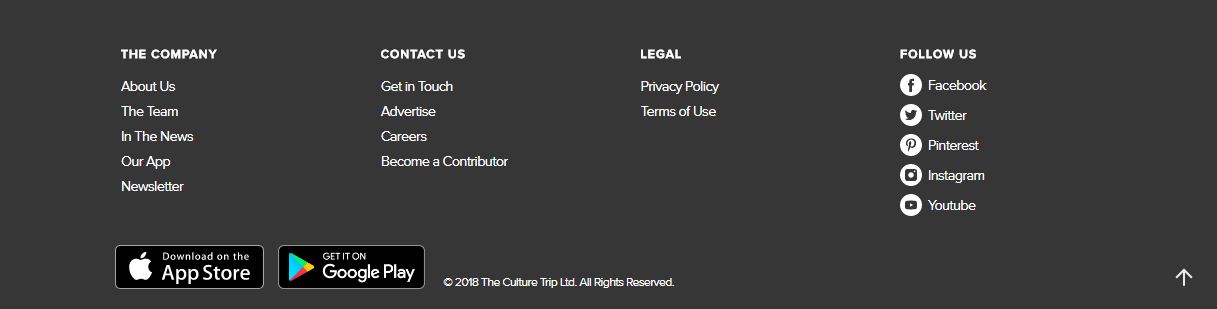 THE COMPANY
About Us
The Team
In The News
Our App
Newsletter
CONTACT US
Get in Touch
Advertise
Careers
Become a Contributor
LEGAL
Privacy Policy
Terms of Use
FOLLOW US
Facebook
Twitter
Pinterest
Instagram
Youtube
Download on the
App Store
GET IT ON
Google Play
© 2018 The Culture Trip Ltd. All Rights Reserved.